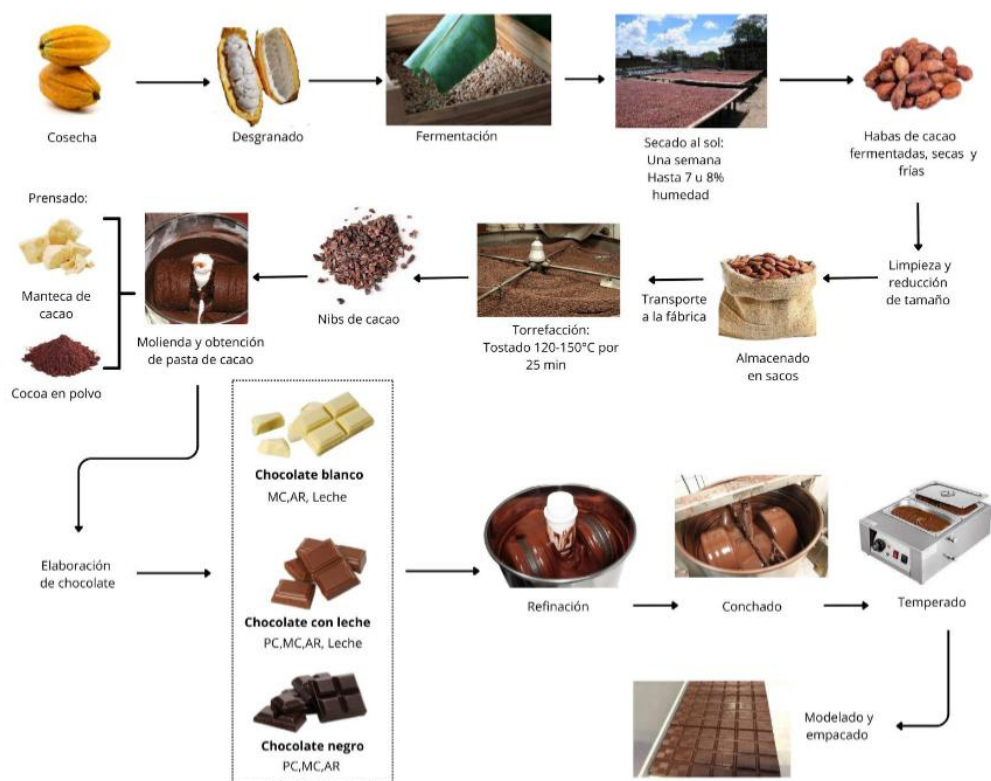 Cosecha
Desgranado
Fermentación
Secado al sol:
Una semana
Hasta 7 u 8%
humedad
Habas de cacao
fermentadas, secas y
frías
Limpieza y
reducción
de tamaño
Almacenado
en sacos
Transporte
a la fábrica
Torrefacción:
Tostado 120-150°C por
25 min
Nibs de cacao
Molienda y obtención
de pasta de cacao
Prensado:
Manteca de
cacao
Cocoa en polvo
Elaboración
de chocolate
Chocolate blanco
MC,AR, Leche
Chocolate con leche
PC,MC,AR, Leche
Chocolate negro
PC,MC,AR
Refinación
Conchado
Temperado
Modelado y
empacado